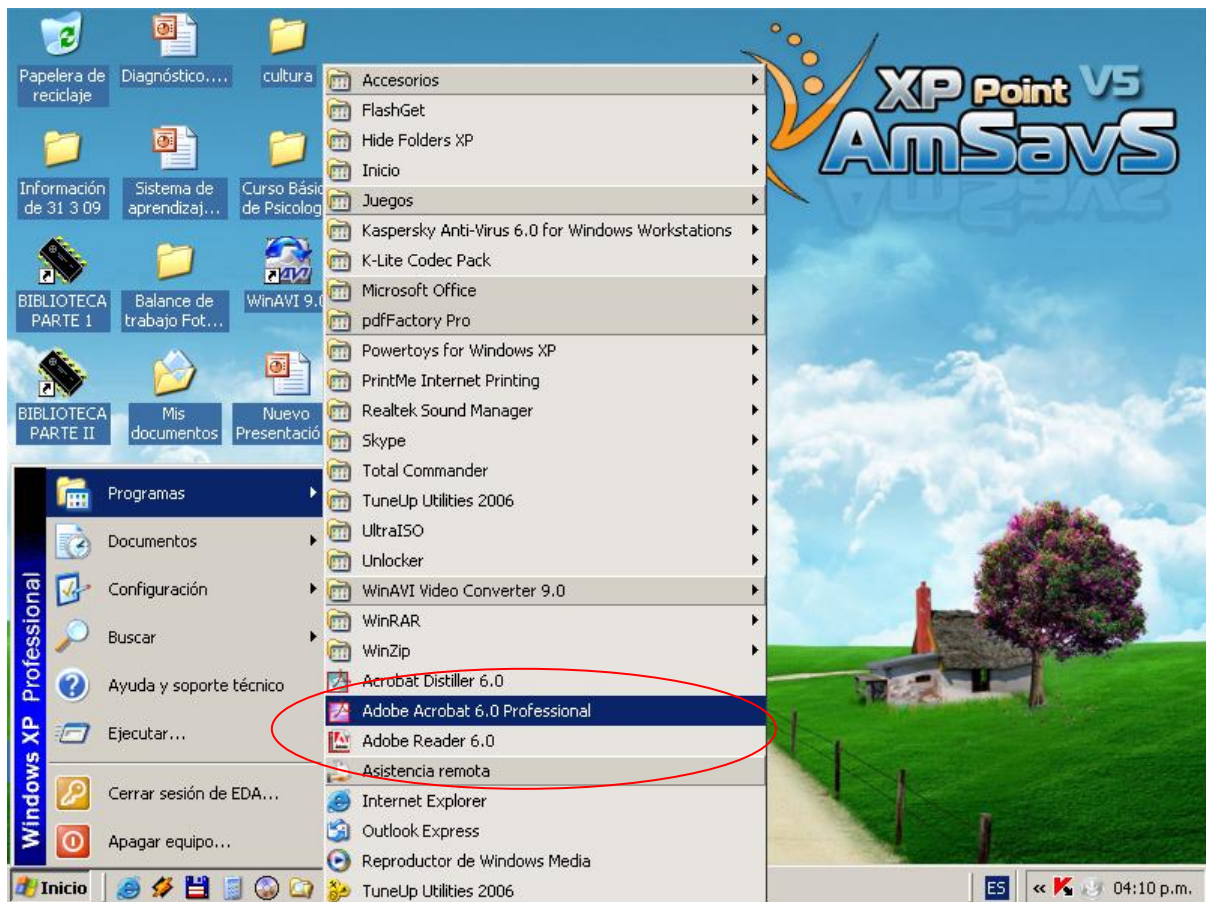 Papelera de
reciclaje
Diagnóstico....
cultura
Información
de 31 3 09
Sistema de
aprendizaj...
Curso Básic
de Psicolog
BIBLIOTECA
PARTE 1
Balance de
trabajo Fot...
WinAVI 9.0
BIBLIOTECA
PARTE II
Mis
documentos
Nuevo
Presentació
XP Point V5
AmSavS
Accesorios
FlashGet
Hide Folders XP
Inicio
Juegos
Kaspersky Anti-Virus 6.0 for Windows Workstations
K-Lite Codec Pack
Microsoft Office
pdfFactory Pro
Powertoys for Windows XP
PrintMe Internet Printing
Realtek Sound Manager
Skype
Total Commander
TuneUp Utilities 2006
UltraISO
Unlocker
WinAVI Video Converter 9.0
WinRAR
WinZip
Acrobat Distiller 6.0
Adobe Acrobat 6.0 Professional
Adobe Reader 6.0
Asistencia remota
Internet Explorer
Outlook Express
Reproductor de Windows Media
TuneUp Utilities 2006
Windows XP Professional
Programas
Documentos
Configuración
Buscar
Ayuda y soporte técnico
Ejecutar...
Cerrar sesión de EDA...
Apagar equipo...
Inicio
ES
« 04:10 p.m.